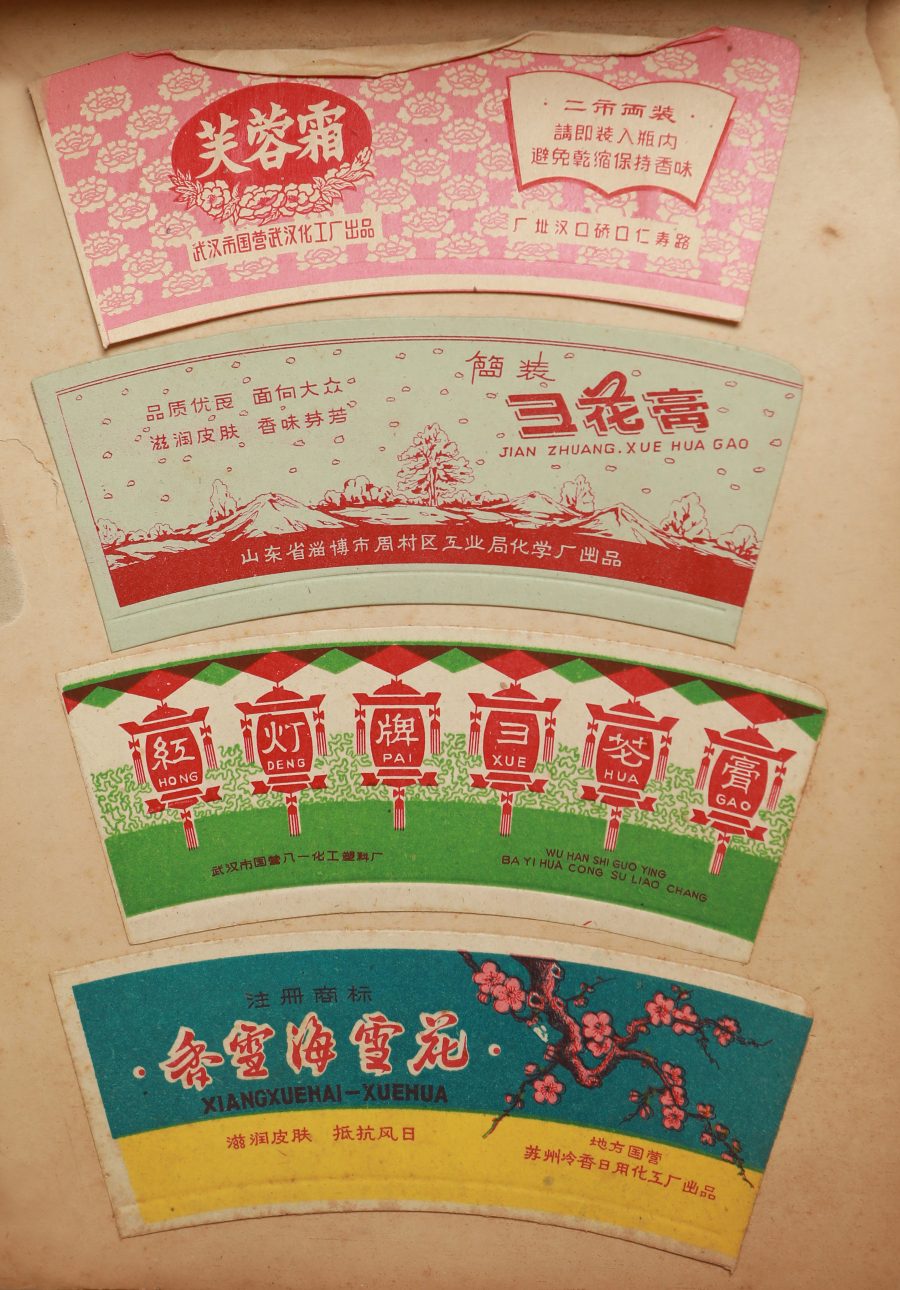 芙蓉霜
武汉市国营武汉化工厂出品
·二市両装·
請即装入瓶内
避免乾缩保持香味
厂址汉口硚口仁寿路
品质优良 面向大众
滋润皮肤 香味芬芳
簡装
彐花膏
JIAN ZHUANG.XUE HUA GAO
山东省淄博市周村区工业局化学厂出品
紅灯牌彐花膏
HONG DENG PAI XUE HUA GAO
武汉市国营八一化工塑料厂
WU HAN SHI GUO YING
BA YI HUA CONG SU LIAO CHANG
注册商标
·香雪海雪花·
XIANGXUEHAI—XUEHUA
滋润皮肤 抵抗风日
地方国营
苏州冷香日用化工厂出品